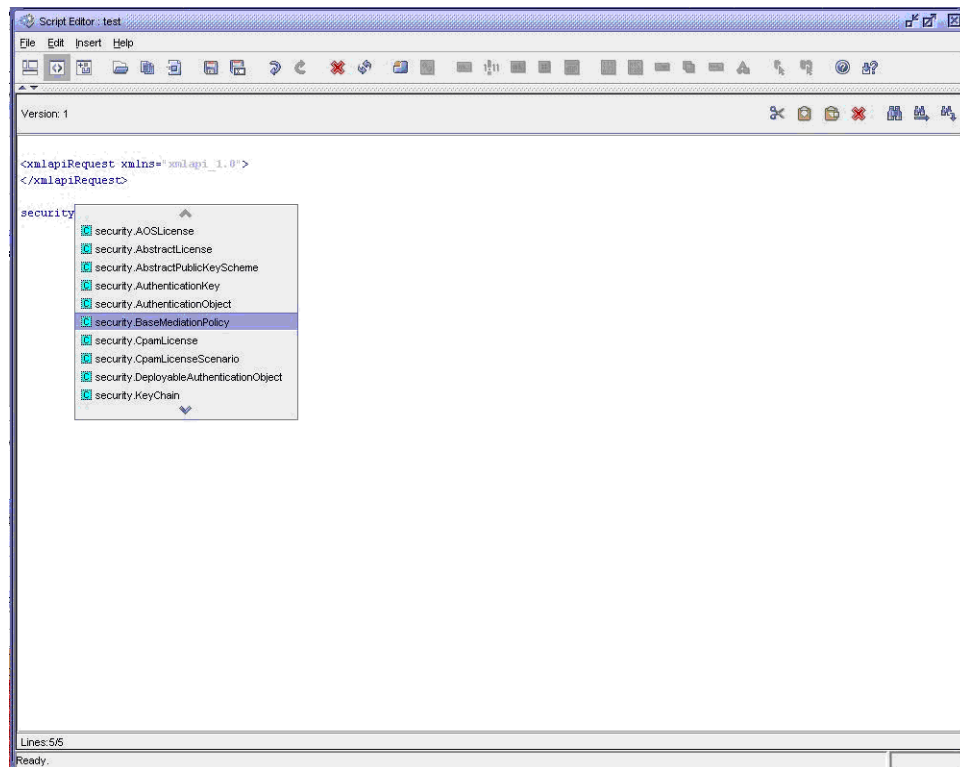 Script Editor : test
File Edit Insert Help
Version: 1
<xmlapiRequest xmlns="xmlapi_1.0">
</xmlapiRequest>
security
security.AOSLicense
security.AbstractLicense
security.AbstractPublicKeyScheme
security.AuthenticationKey
security.AuthenticationObject
security.BaseMediationPolicy
security.CpamLicense
security.CpamLicenseScenario
security.DeployableAuthenticationObject
security.KeyChain
Lines:5/5
Ready.